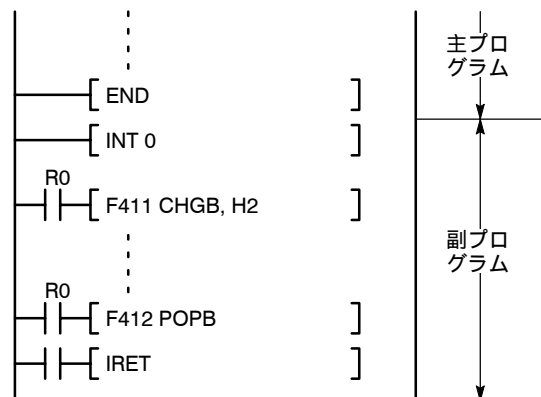 主プロ
グラム
END
INT 0
R0
F411 CHGB, H2
副プロ
グラム
R0
F412 POPB
IRET